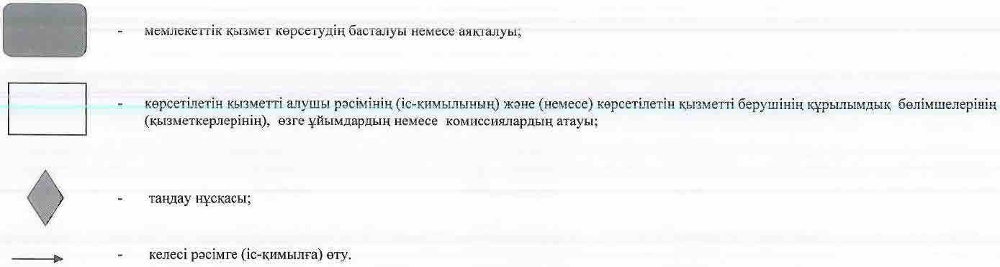 - мемлекеттік қызмет көрсетудің басталуы немесе аяқталуы;
- көрсетілетін қызметті алушы рәсімінің (іс-қимылының) және (немесе) көрсетілетін қызметті берушінің құрылымдық бөлімшелерінің
(қызметкерлерінің), өзге ұйымдардың немесе комиссиялардың атауы;
- таңдау нұсқасы;
- келесі рәсімге (іс-қимылға) өту.